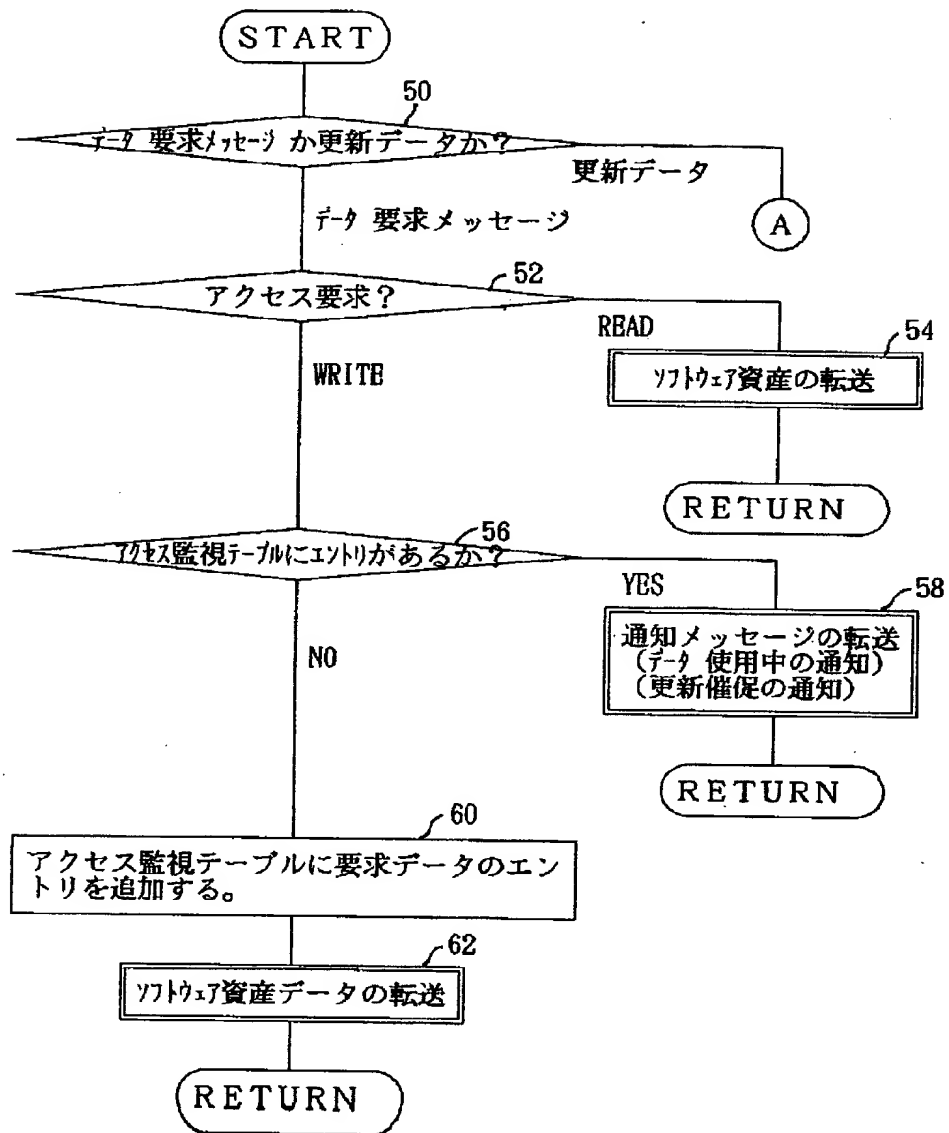 START
50
データ 要求メッセージ か更新データか？
更新データ
A
データ 要求メッセージ
52
アクセス要求？
READ
54
WRITE
ソフトウェア資産の転送
RETURN
56
アクセス監視テーブルにエントリがあるか？
YES
58
NO
通知メッセージの転送
（データ 使用中の通知）
（更新催促の通知）
RETURN
60
アクセス監視テーブルに要求データのエン
トリを追加する。
62
ソフトウェア資産データの転送
RETURN